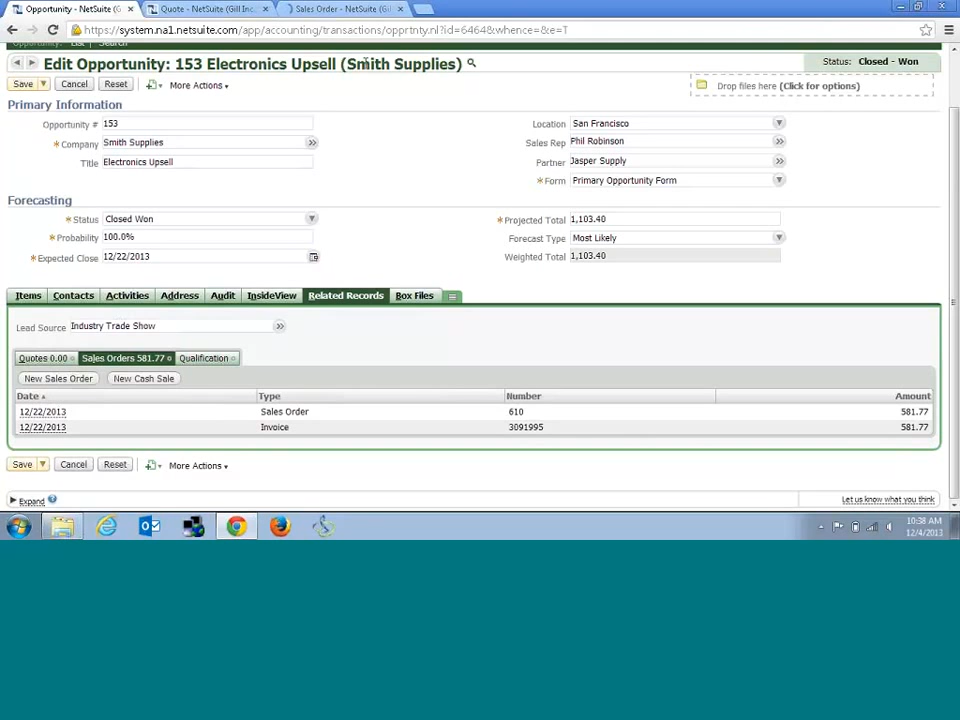 Opportunity - NetSuite (G
Quote - NetSuite (Gill Inc.
Sales Order - NetSuite (Gill
https://system.na1.netsuite.com/app/accounting/transactions/opprtnty.nl?id=6464&whence=&e=T
Opportunity List Search
Edit Opportunity: 153 Electronics Upsell (Smith Supplies)
Status: Closed - Won
Save Cancel Reset More Actions
Drop files here (Click for options)
Primary Information
Opportunity # 153
Company Smith Supplies
Title Electronics Upsell
Location San Francisco
Sales Rep Phil Robinson
Partner Jasper Supply
Form Primary Opportunity Form
Forecasting
Status Closed Won
Probability 100.0%
Expected Close 12/22/2013
Projected Total 1,103.40
Forecast Type Most Likely
Weighted Total 1,103.40
Items Contacts Activities Address Audit InsideView Related Records Box Files
Lead Source Industry Trade Show
Quotes 0.00 Sales Orders 581.77 Qualification
New Sales Order New Cash Sale
Date Type Number Amount
12/22/2013 Sales Order 610 581.77
12/22/2013 Invoice 3091995 581.77
Save Cancel Reset More Actions
Expand
Let us know what you think
10:38 AM
12/4/2013